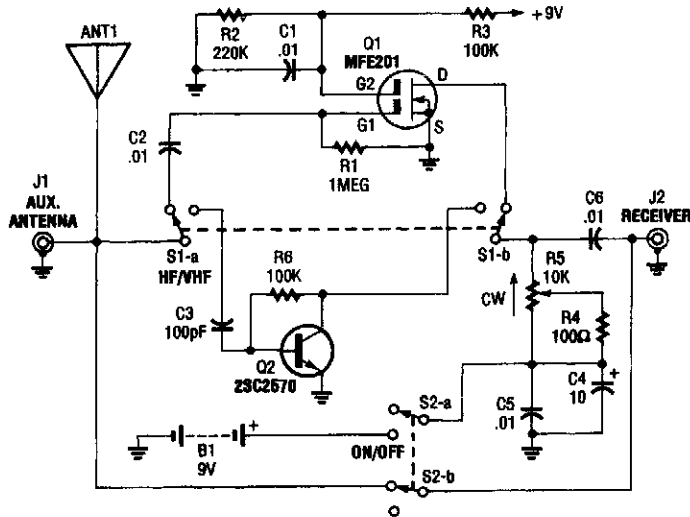 ANT1
R2
220K
C1
.01
Q1
MFE201
R3
100K
+9V
G2
D
G1
S
C2
.01
R1
1MEG
J1
AUX.
ANTENNA
S1-a
HF/VHF
S1-b
C6
.01
J2
RECEIVER
R6
100K
R5
10K
CW
C3
100pF
R4
100Ω
Q2
2SC2570
C5
.01
C4
10
+
S2-a
+
B1
9V
ON/OFF
S2-b